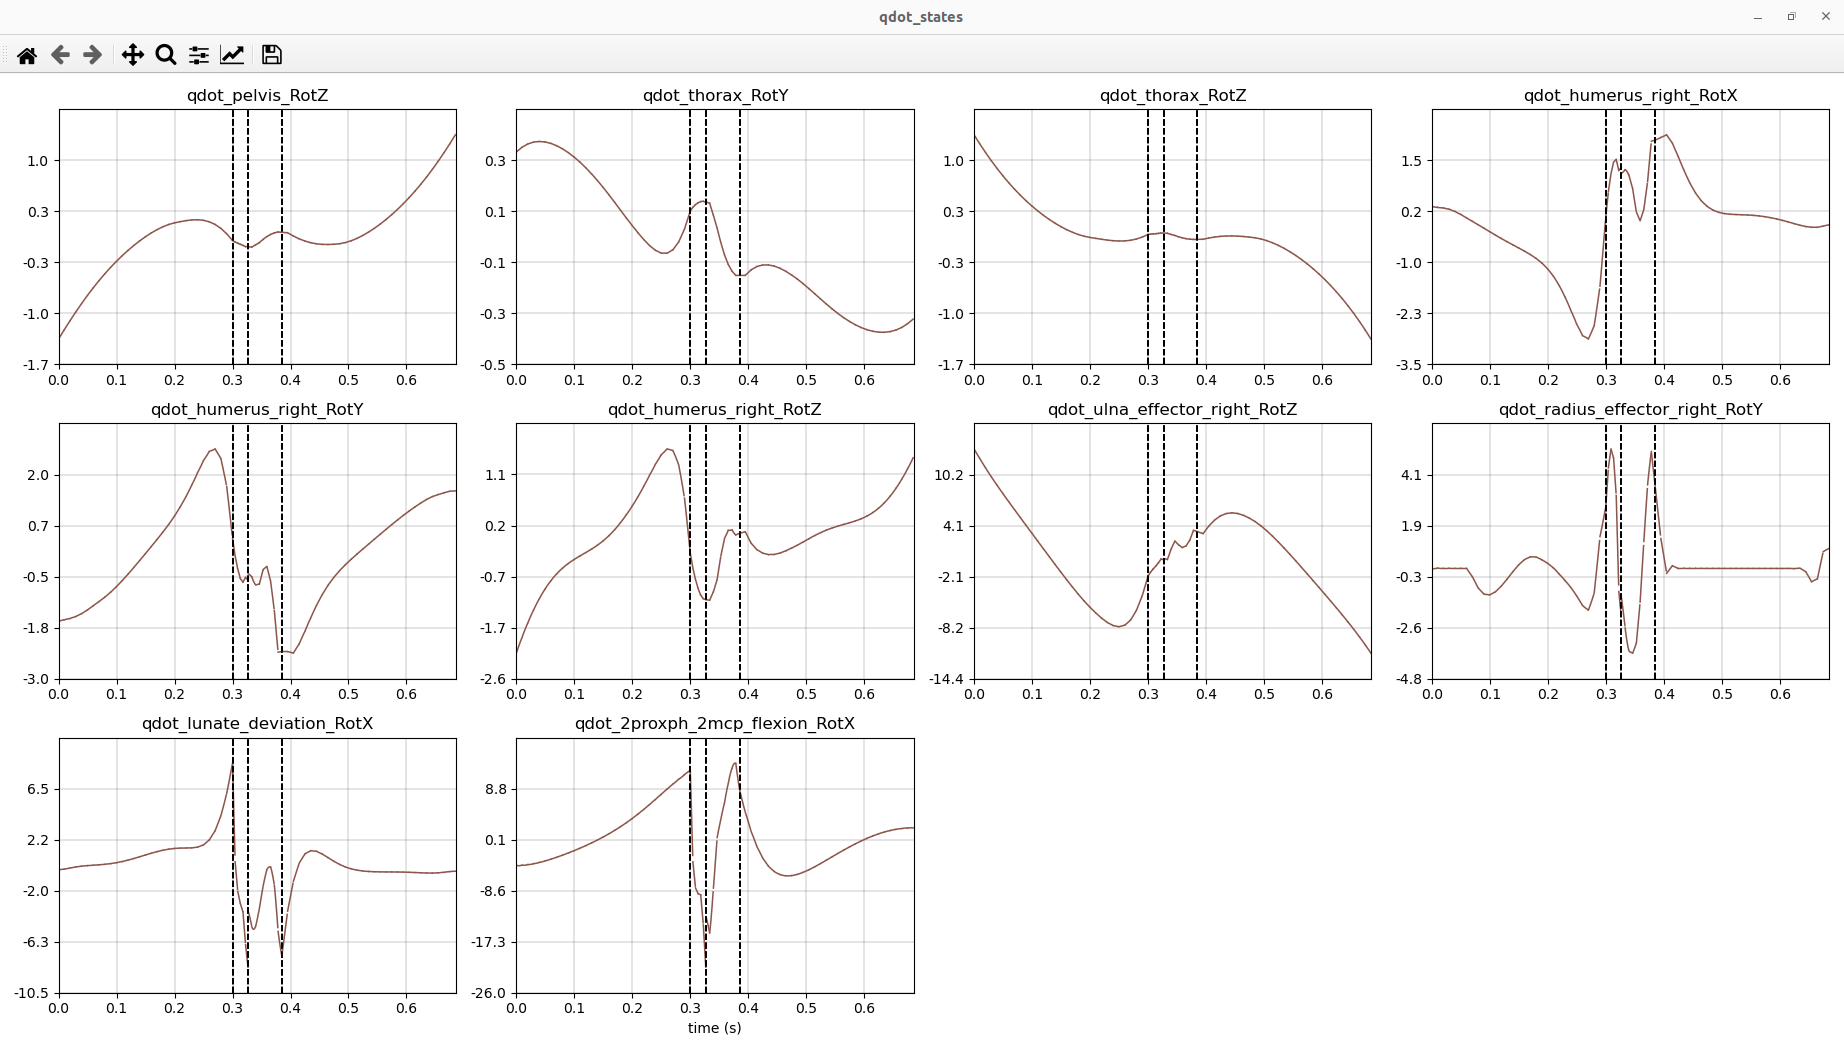 qdot_states
qdot_pelvis_RotZ
1.0
0.3
-0.3
-1.0
-1.7
0.0 0.1 0.2 0.3 0.4 0.5 0.6
qdot_thorax_RotY
0.3
0.1
-0.1
-0.3
-0.5
0.0 0.1 0.2 0.3 0.4 0.5 0.6
qdot_thorax_RotZ
1.0
0.3
-0.3
-1.0
-1.7
0.0 0.1 0.2 0.3 0.4 0.5 0.6
qdot_humerus_right_RotX
1.5
0.2
-1.0
-2.3
-3.5
0.0 0.1 0.2 0.3 0.4 0.5 0.6
qdot_humerus_right_RotY
2.0
0.7
-0.5
-1.8
-3.0
0.0 0.1 0.2 0.3 0.4 0.5 0.6
qdot_humerus_right_RotZ
1.1
0.2
-0.7
-1.7
-2.6
0.0 0.1 0.2 0.3 0.4 0.5 0.6
qdot_ulna_effector_right_RotZ
10.2
4.1
-2.1
-8.2
-14.4
0.0 0.1 0.2 0.3 0.4 0.5 0.6
qdot_radius_effector_right_RotY
4.1
1.9
-0.3
-2.6
-4.8
0.0 0.1 0.2 0.3 0.4 0.5 0.6
qdot_lunate_deviation_RotX
6.5
2.2
-2.0
-6.3
-10.5
0.0 0.1 0.2 0.3 0.4 0.5 0.6
qdot_2proxph_2mcp_flexion_RotX
8.8
0.1
-8.6
-17.3
-26.0
0.0 0.1 0.2 0.3 0.4 0.5 0.6
time (s)